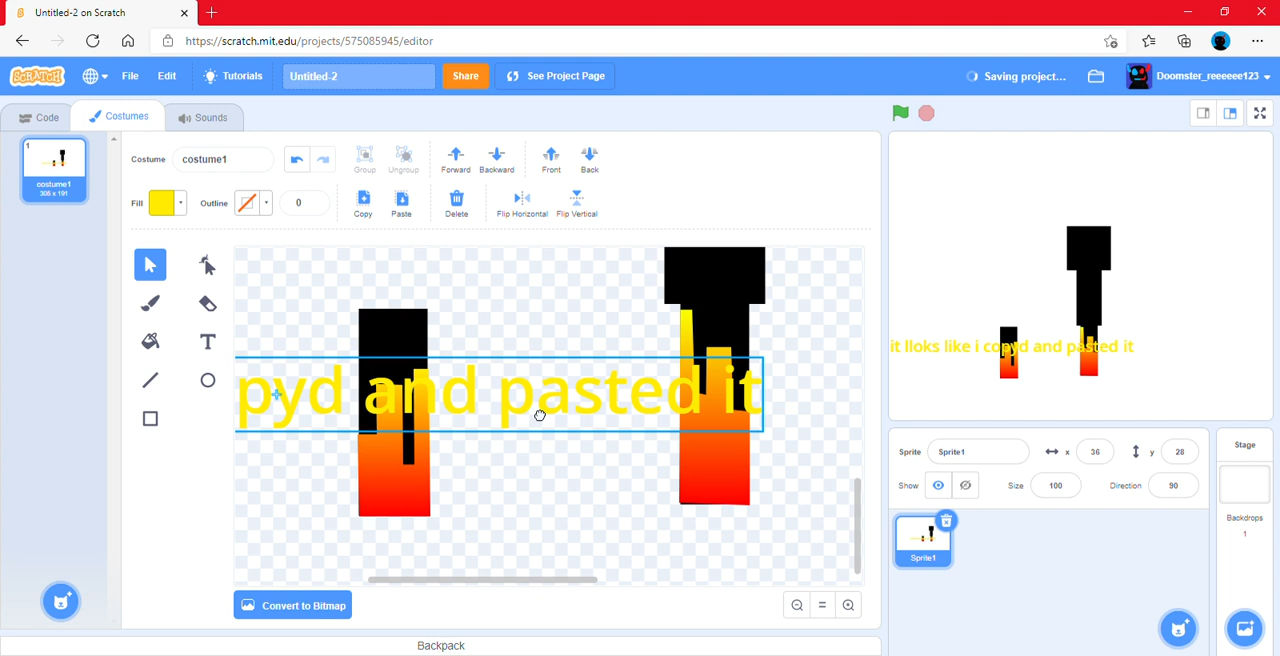 Untitled-2 on Scratch
https://scratch.mit.edu/projects/575085945/editor
SCRATCH File Edit Tutorials Untitled-2 Share See Project Page Saving project... Doomster_reeeeee123
Code Costumes Sounds
1
costume1
306 x 191
Costume costume1 Group Ungroup Forward Backward Front Back
Fill Outline 0 Copy Paste Delete Flip Horizontal Flip Vertical
pyd and pasted it
Convert to Bitmap
Backpack
it lloks like i copyd and pasted it
Sprite Sprite1 x 36 y 28
Show Size 100 Direction 90
Sprite1
Stage
Backdrops
1